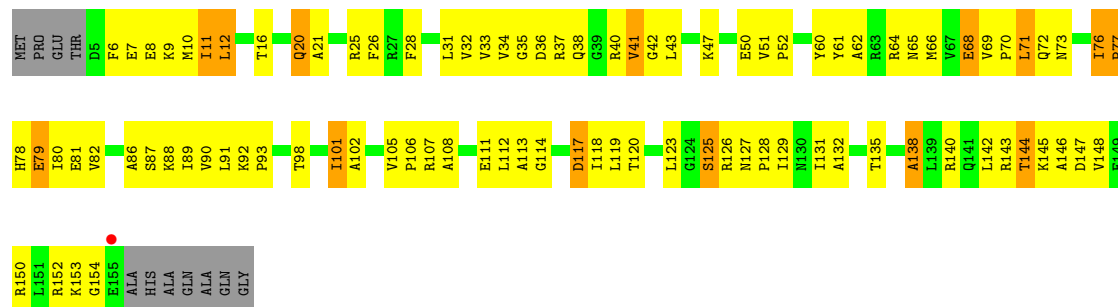 MET PRO GLU THR D5 F6 E7 E8 K9 M10 I11 L12 T16 Q20 A21 R25 F26 R27 F28 L31 V32 V33 V34 G35 D36 R37 Q38 G39 R40 V41 G42 L43 K47 E50 V51 P52 Y60 Y61 A62 R63 R64 N65 M66 V67 E68 V69 P70 L71 Q72 N73 I76
H78 E79 I80 E81 V82 A86 S87 K88 I89 V90 L91 K92 P93 T98 I101 A102 V105 P106 R107 A108 E111 L112 A113 G114 D117 I118 L119 T120 L123 G124 S125 R126 N127 P128 I129 N130 I131 A132 T135 A138 L139 R140 Q141 L142 R143 T144 K145 A146 D147 V148
R150 L151 R152 K153 G154 E155 ALA HIS ALA GLN ALA GLN GLY